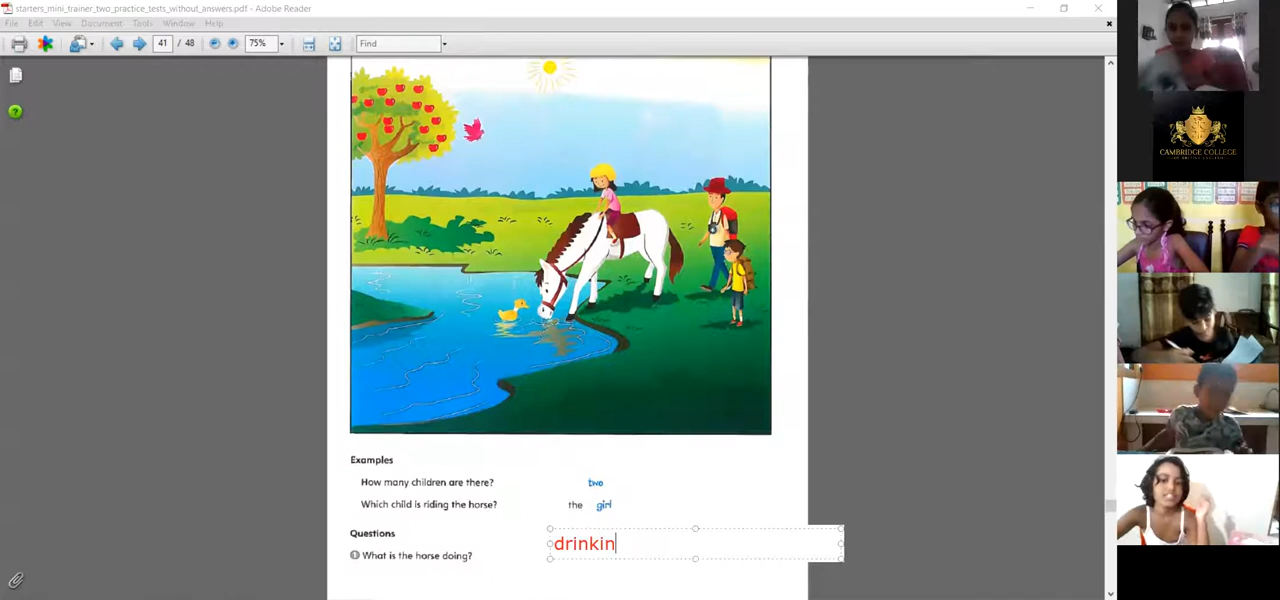 starters_mini_trainer_two_practice_tests_without_answers.pdf - Adobe Reader
File Edit View Document Tools Window Help
41 / 48 75% Find
CAMBRIDGE COLLEGE
Examples
How many children are there? two
Which child is riding the horse? the girl
Questions
1 What is the horse doing? drinkin